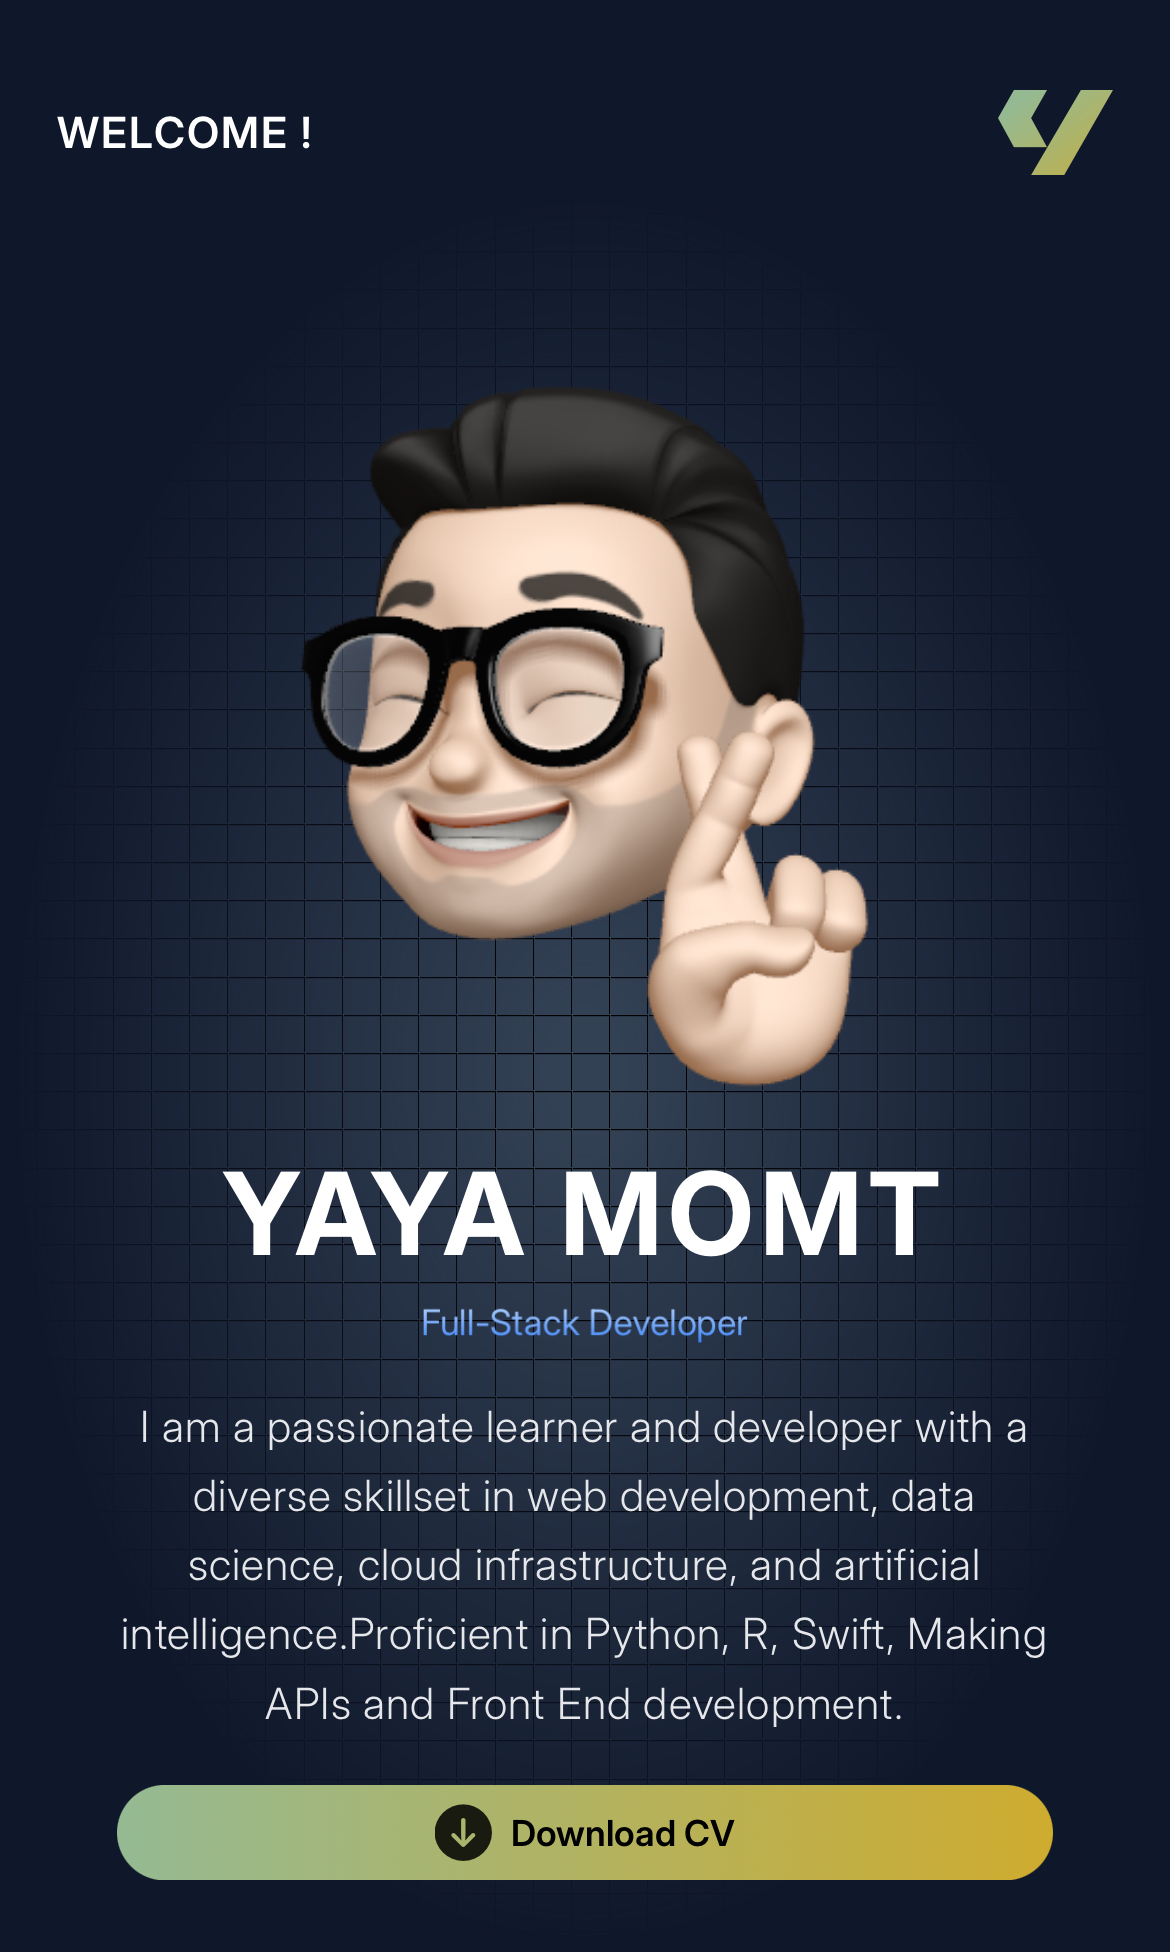 WELCOME !
YAYA MOMT
Full-Stack Developer
I am a passionate learner and developer with a
diverse skillset in web development, data
science, cloud infrastructure, and artificial
intelligence.Proficient in Python, R, Swift, Making
APIs and Front End development.
Download CV